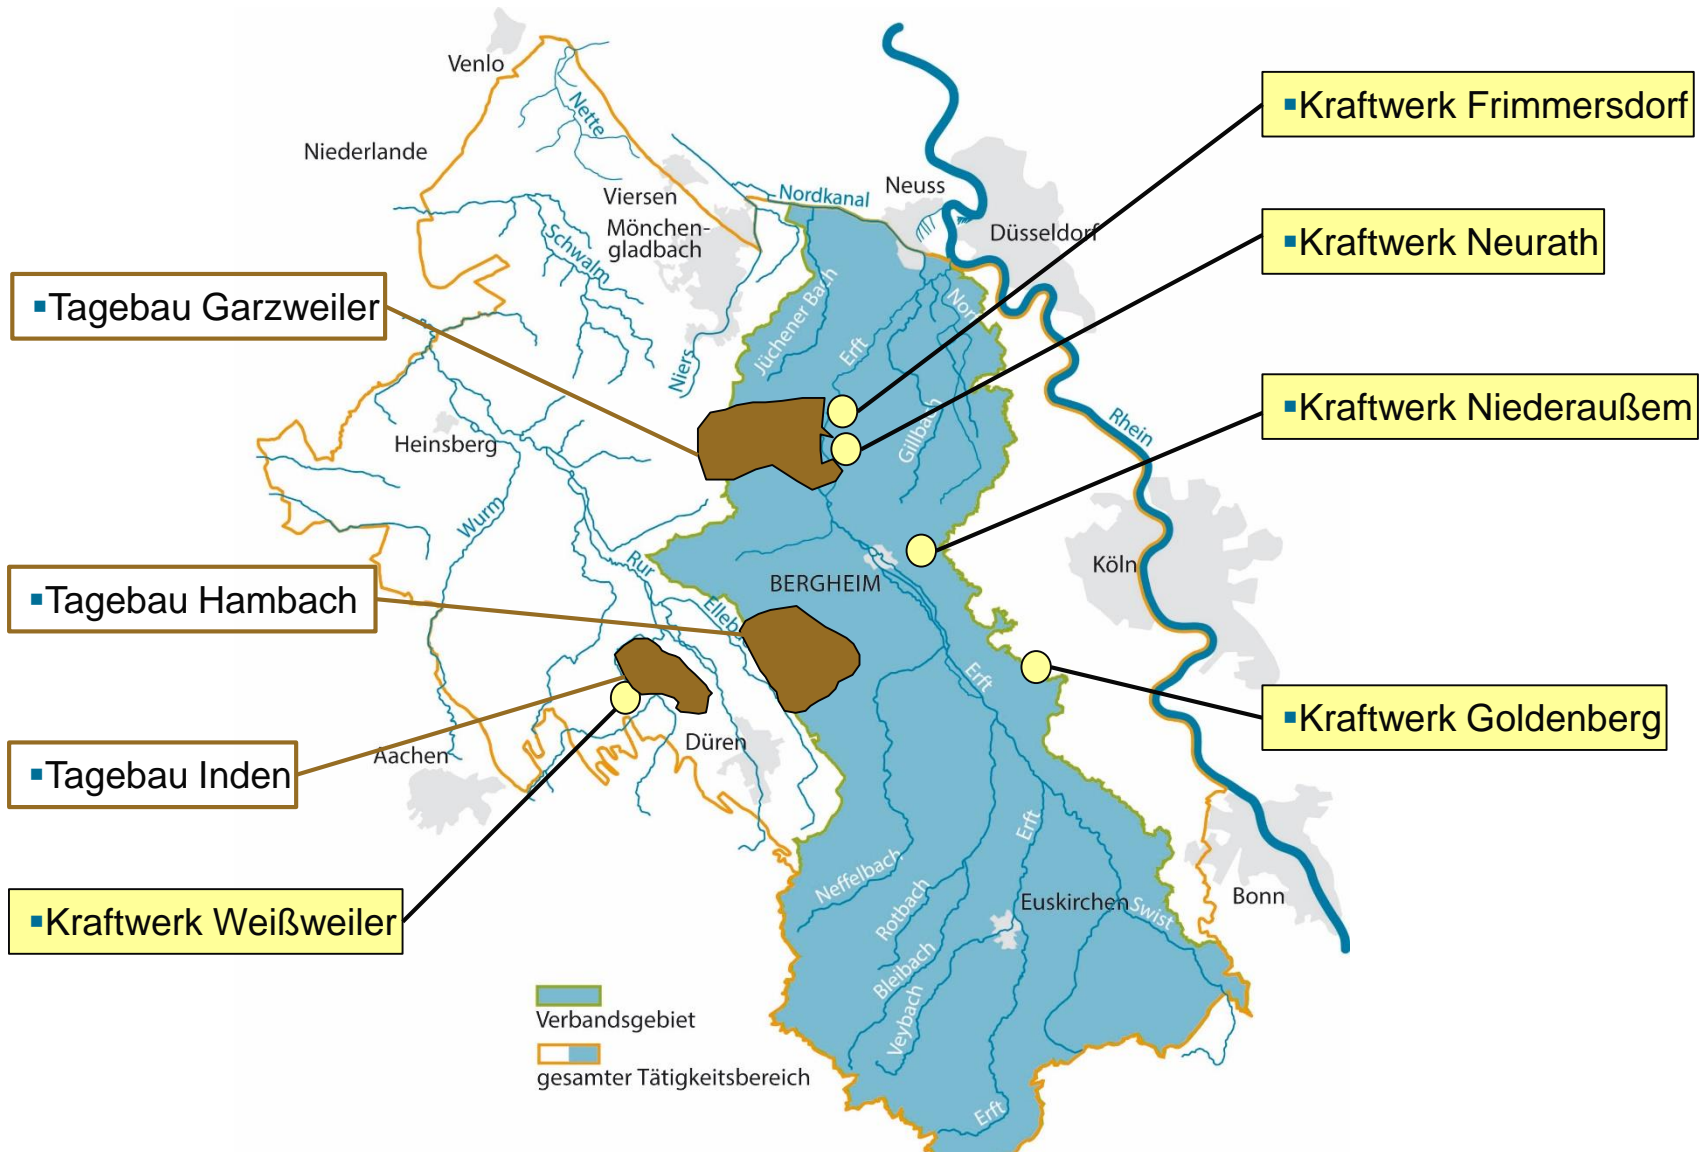 Venlo
Nette
Niederlande
Viersen
Mönchen-
gladbach
Nordkanal
Neuss
Düsseldorf
▪Kraftwerk Frimmersdorf
▪Kraftwerk Neurath
Schwalm
▪Tagebau Garzweiler
Jüchener Bach
Erft
Nor
Niers
▪Kraftwerk Niederaußem
Gillbach
Rhein
Heinsberg
Wurm
Rur
BERGHEIM
Köln
▪Tagebau Hambach
Elleb
Erft
▪Kraftwerk Goldenberg
Düren
Aachen
▪Tagebau Inden
Erft
Neffelbach
Rotbach
Euskirchen
Swist
Bonn
▪Kraftwerk Weißweiler
Bleibach
Veybach
Verbandsgebiet
gesamter Tätigkeitsbereich
Erft